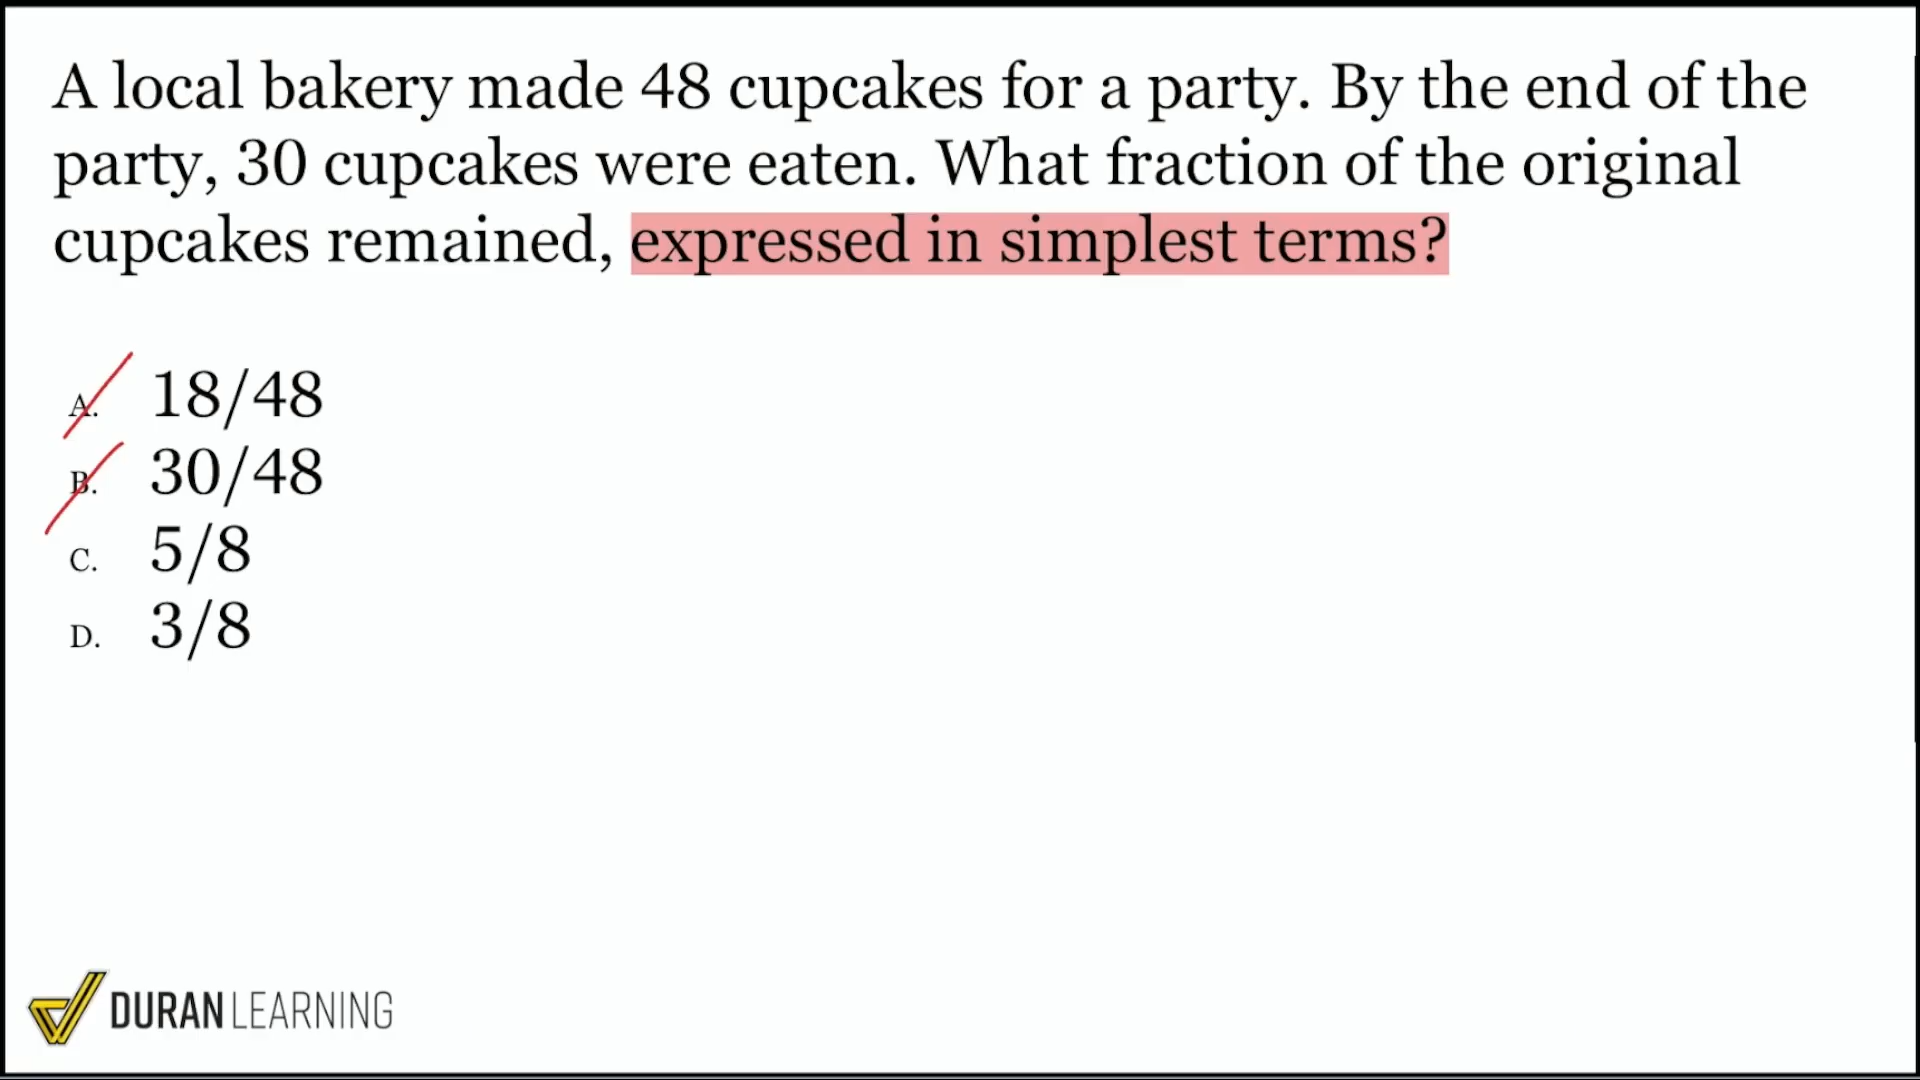 A local bakery made 48 cupcakes for a party. By the end of the
party, 30 cupcakes were eaten. What fraction of the original
cupcakes remained, expressed in simplest terms?
A. 18/48
B. 30/48
C. 5/8
D. 3/8
DURAN LEARNING